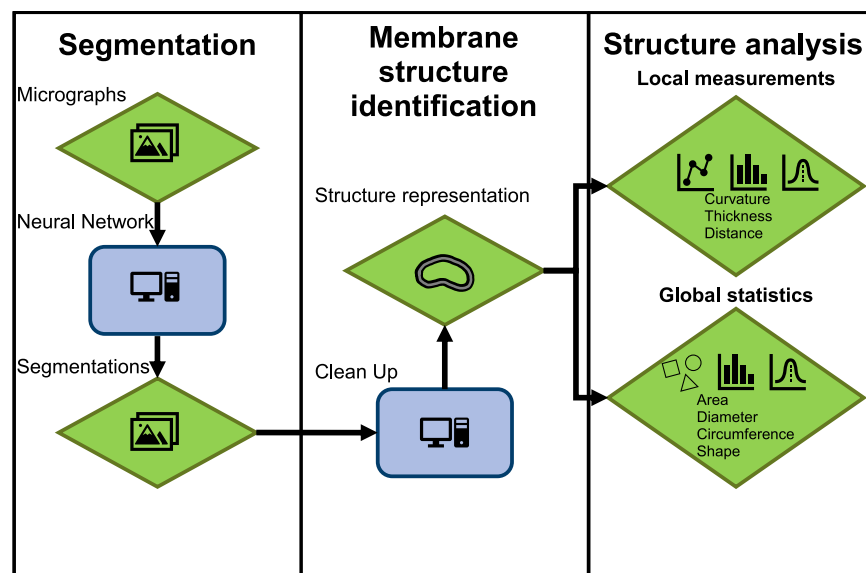 Segmentation
Micrographs
Neural Network
Segmentations
Membrane
structure
identification
Structure representation
Clean Up
Structure analysis
Local measurements
Curvature
Thickness
Distance
Global statistics
Area
Diameter
Circumference
Shape